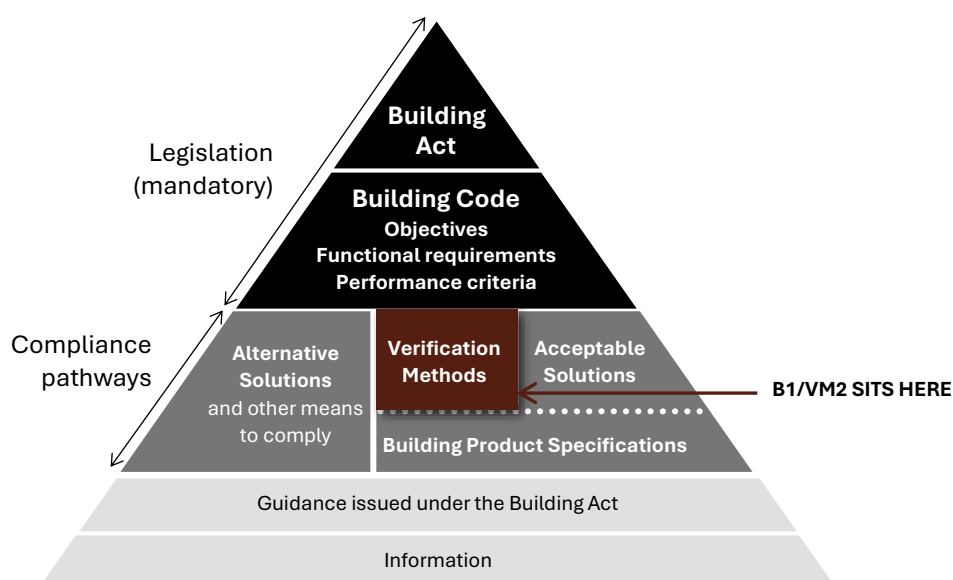 Building
Act
Legislation
(mandatory)
Building Code
Objectives
Functional requirements
Performance criteria
Compliance
pathways
Alternative
Solutions
and other means
to comply
Verification
Methods
Acceptable
Solutions
B1/VM2 SITS HERE
Building Product Specifications
Guidance issued under the Building Act
Information